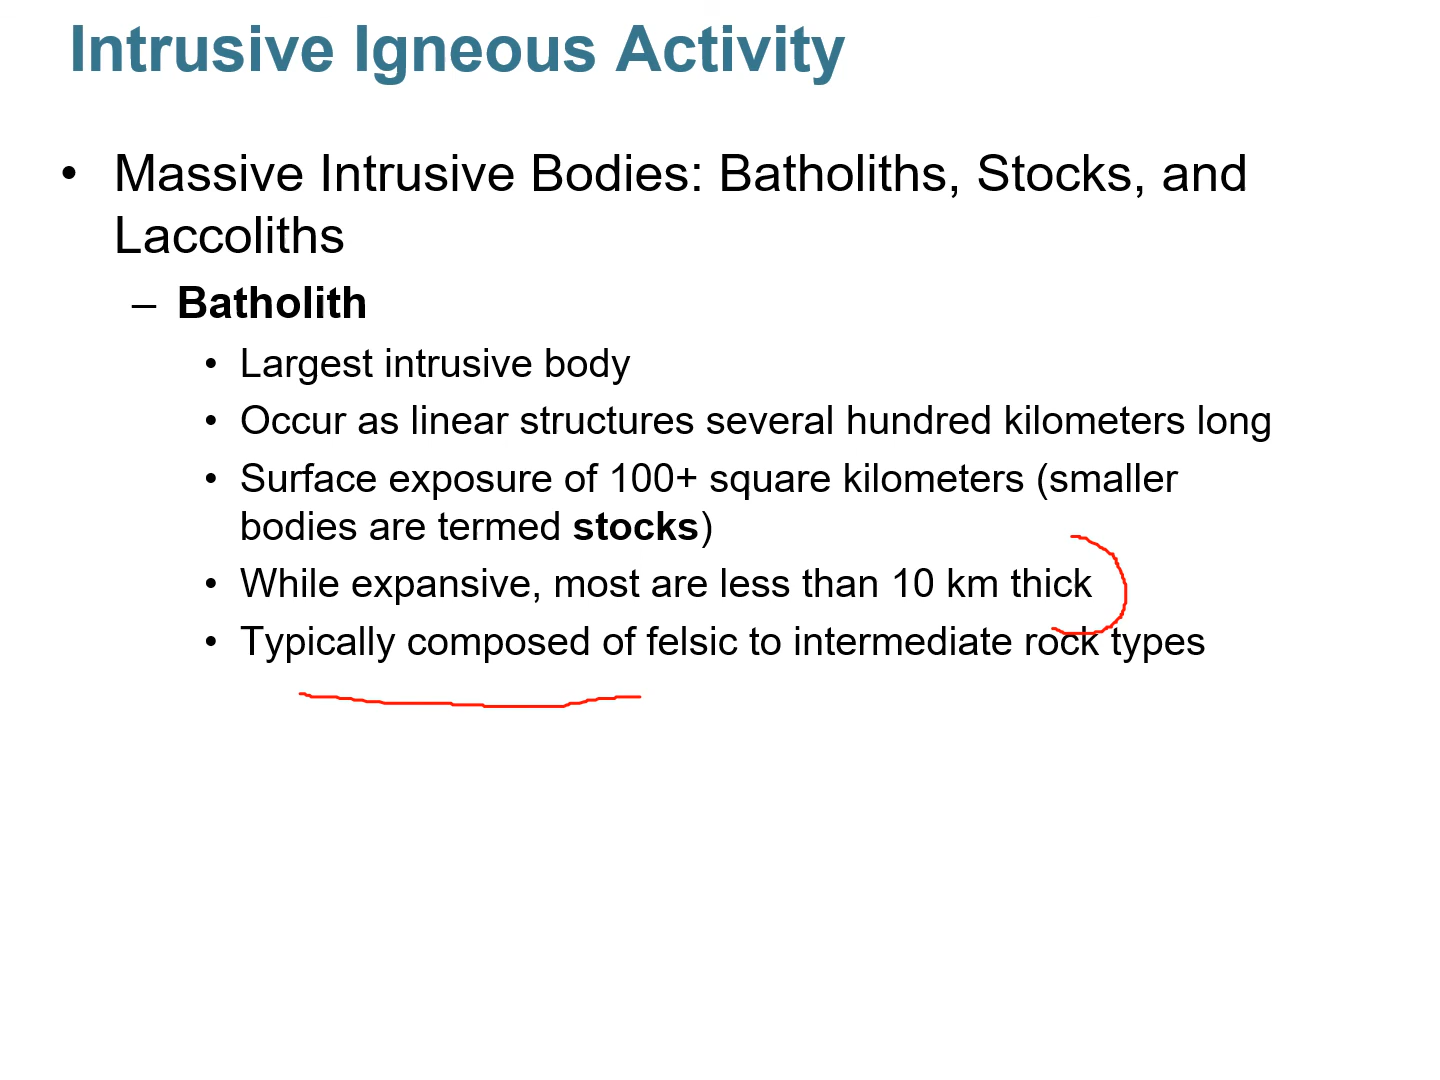 Intrusive Igneous Activity
• Massive Intrusive Bodies: Batholiths, Stocks, and
Laccoliths
– Batholith
• Largest intrusive body
• Occur as linear structures several hundred kilometers long
• Surface exposure of 100+ square kilometers (smaller
bodies are termed stocks)
• While expansive, most are less than 10 km thick
• Typically composed of felsic to intermediate rock types